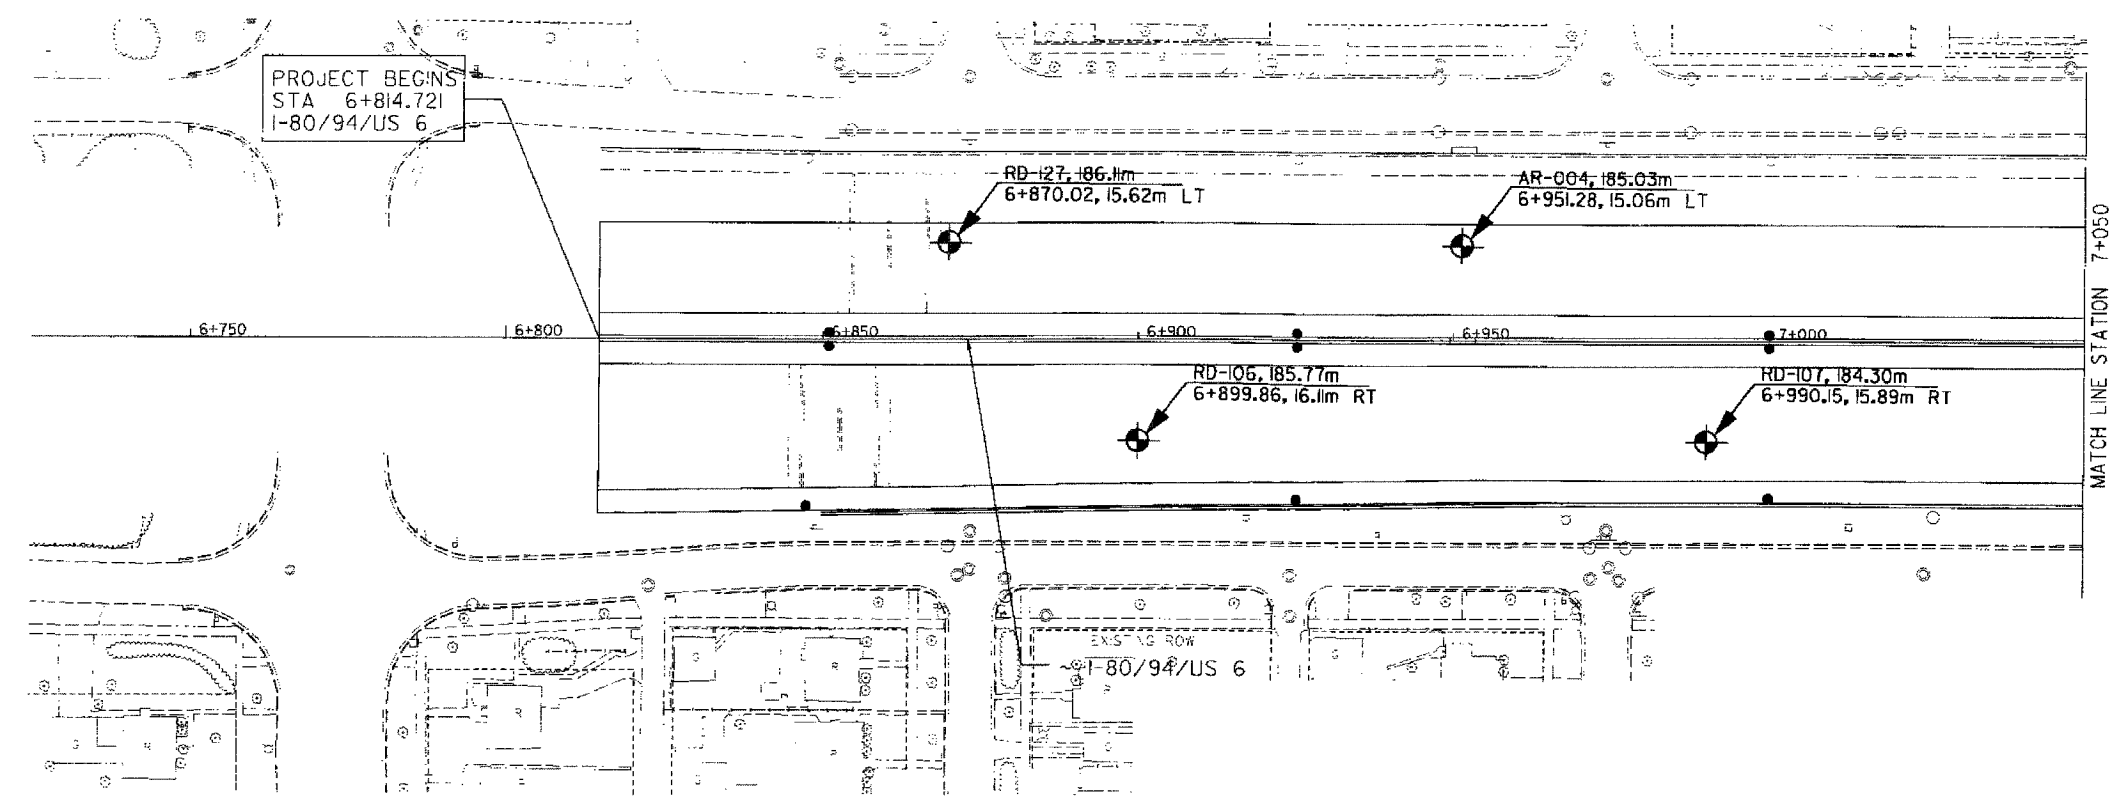 PROJECT BEGINS
STA 6+814.721
I-80/94/US 6
RD-127, 186.11m
6+870.02, 15.62m LT
AR-004, 185.03m
6+951.28, 15.06m LT
6+750
6+800
6+850
6+900
6+950
7+000
RD-106, 185.77m
6+899.86, 16.11m RT
RD-107, 184.30m
6+990.15, 15.89m RT
MATCH LINE STATION 7+050
EXISTING ROW
I-80/94/US 6